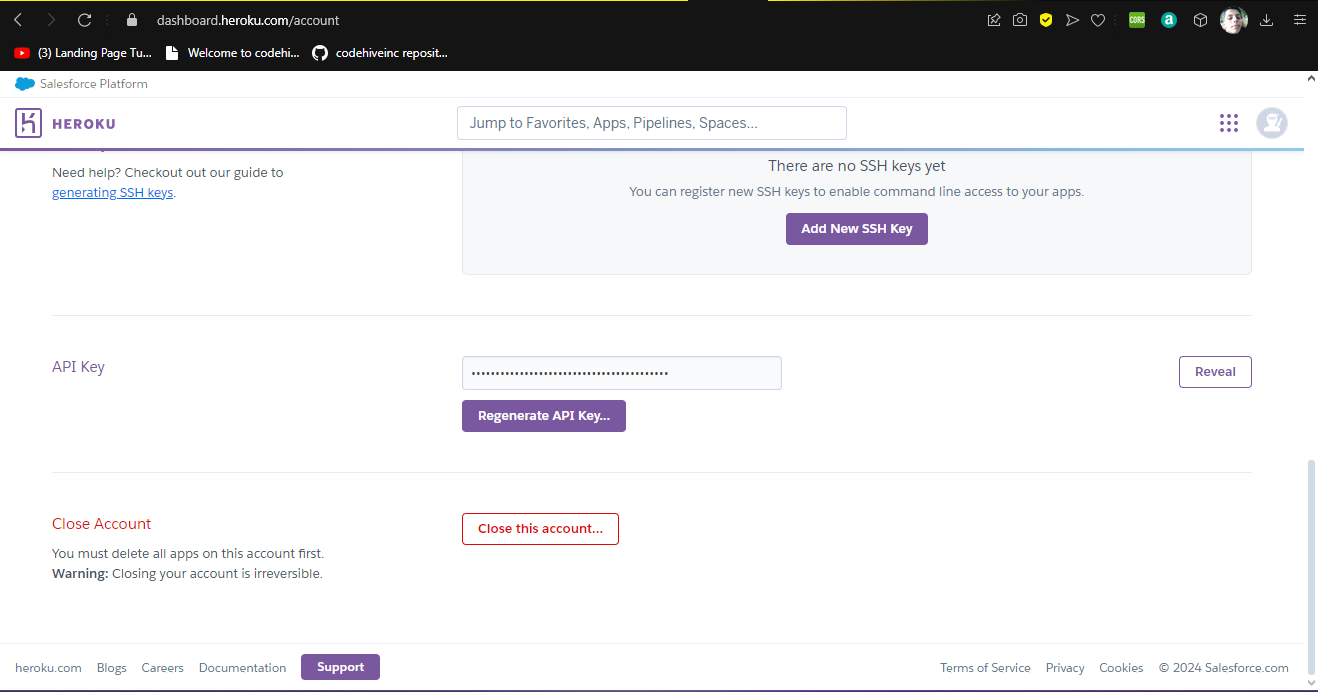 dashboard.heroku.com/account
CORS
a
(3) Landing Page Tu...
Welcome to codehi...
codehiveinc reposit...
Salesforce Platform
HEROKU
Jump to Favorites, Apps, Pipelines, Spaces...
Need help? Checkout out our guide to
generating SSH keys.
There are no SSH keys yet
You can register new SSH keys to enable command line access to your apps.
Add New SSH Key
API Key
••••••••••••••••••••••••••••••••••••••••
Reveal
Regenerate API Key...
Close Account
You must delete all apps on this account first.
Warning: Closing your account is irreversible.
Close this account...
heroku.com Blogs Careers Documentation Support Terms of Service Privacy Cookies © 2024 Salesforce.com